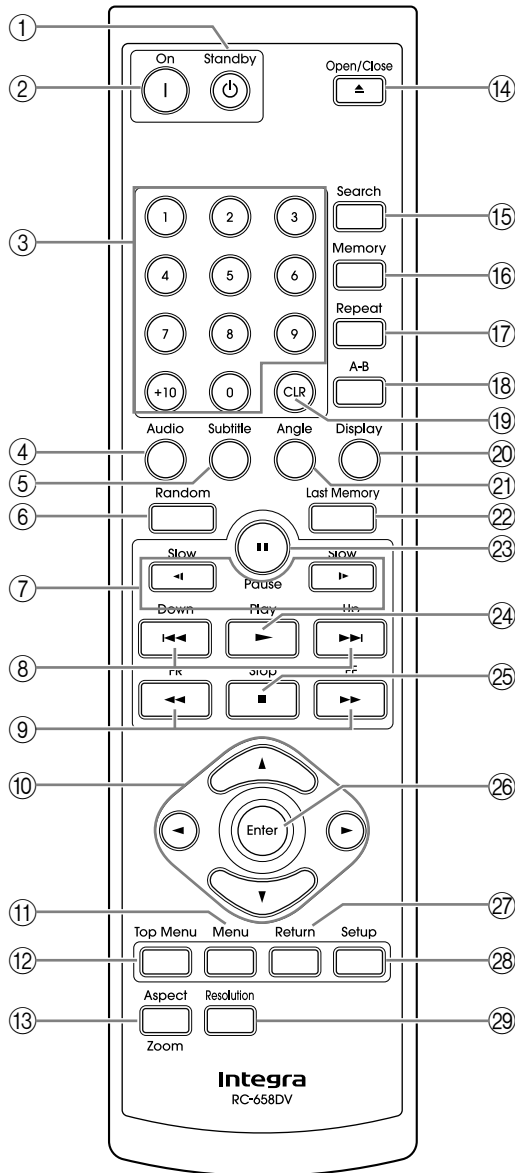 ①
On Standby
②
Open/Close
⑭
Search
⑮
③
1 2 3
Memory
⑯
4 5 6
Repeat
⑰
7 8 9
A-B
⑱
+10 0 CLR
⑲
Audio Subtitle Angle Display
④
⑳
⑤
㉑
Random Last Memory
⑥
㉒
㉓
Slow Slow
Pause
⑦
Down Play Up
㉔
⑧
FR Stop FF
㉕
⑨
⑩
Enter
㉖
⑪
㉗
Top Menu Menu Return Setup
⑫
㉘
Aspect Resolution
⑬
㉙
Zoom
Integra
RC-658DV